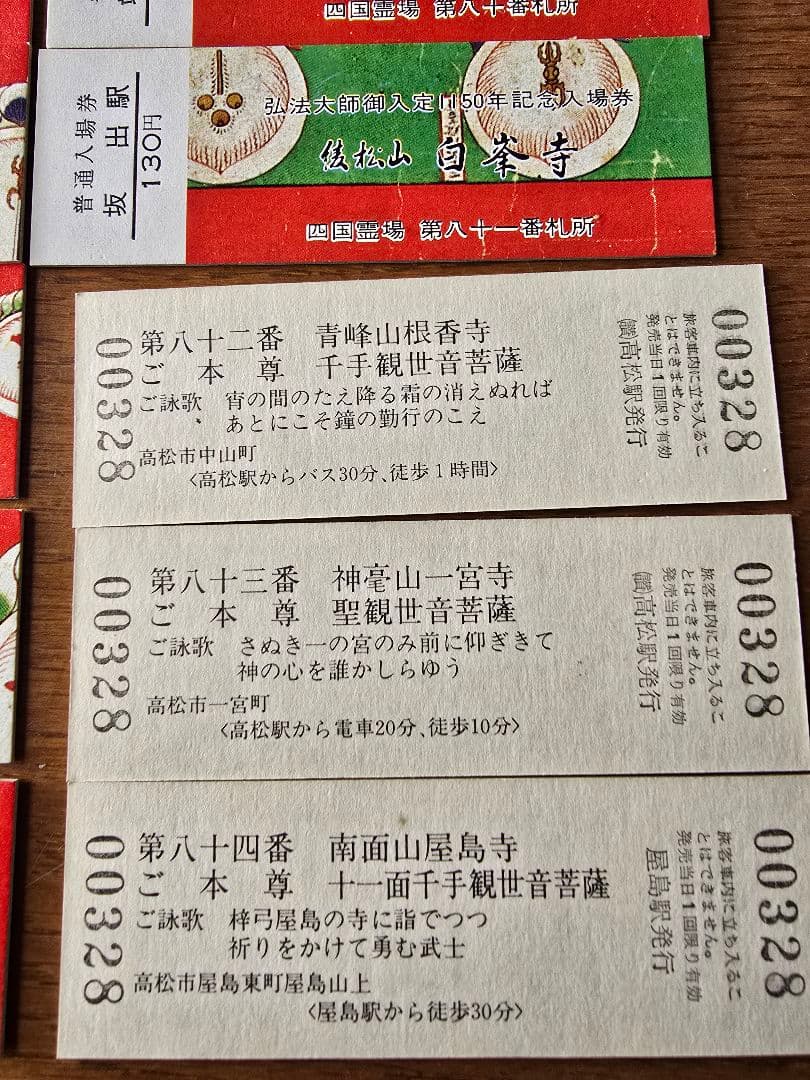 四国霊場 第八十番札所
普通入場券
坂出駅
130円
弘法大師御入定1150年記念入場券
綾松山 白峯寺
四国霊場 第八十一番札所
00328
第八十二番 青峰山根香寺
ご本尊 千手観世音菩薩
ご詠歌 宵の間のたえ降る霜の消えぬれば
あとにこそ鐘の勤行のこえ
高松市中山町
〈高松駅からバス30分、徒歩1時間〉
旅客車内に立ち入るこ
とはできません。
発売当日1回限り有効
(讃)高松駅発行
00328
00328
第八十三番 神毫山一宮寺
ご本尊 聖観世音菩薩
ご詠歌 さぬき一の宮のみ前に仰ぎきて
神の心を誰かしらゆう
高松市一宮町
〈高松駅から電車20分、徒歩10分〉
旅客車内に立ち入るこ
とはできません。
発売当日1回限り有効
(讃)高松駅発行
00328
00328
第八十四番 南面山屋島寺
ご本尊 十一面千手観世音菩薩
ご詠歌 梓弓屋島の寺に詣でつつ
祈りをかけて勇む武士
高松市屋島東町屋島山上
〈屋島駅から徒歩30分〉
旅客車内に立ち入るこ
とはできません。
発売当日1回限り有効
屋島駅発行
00328